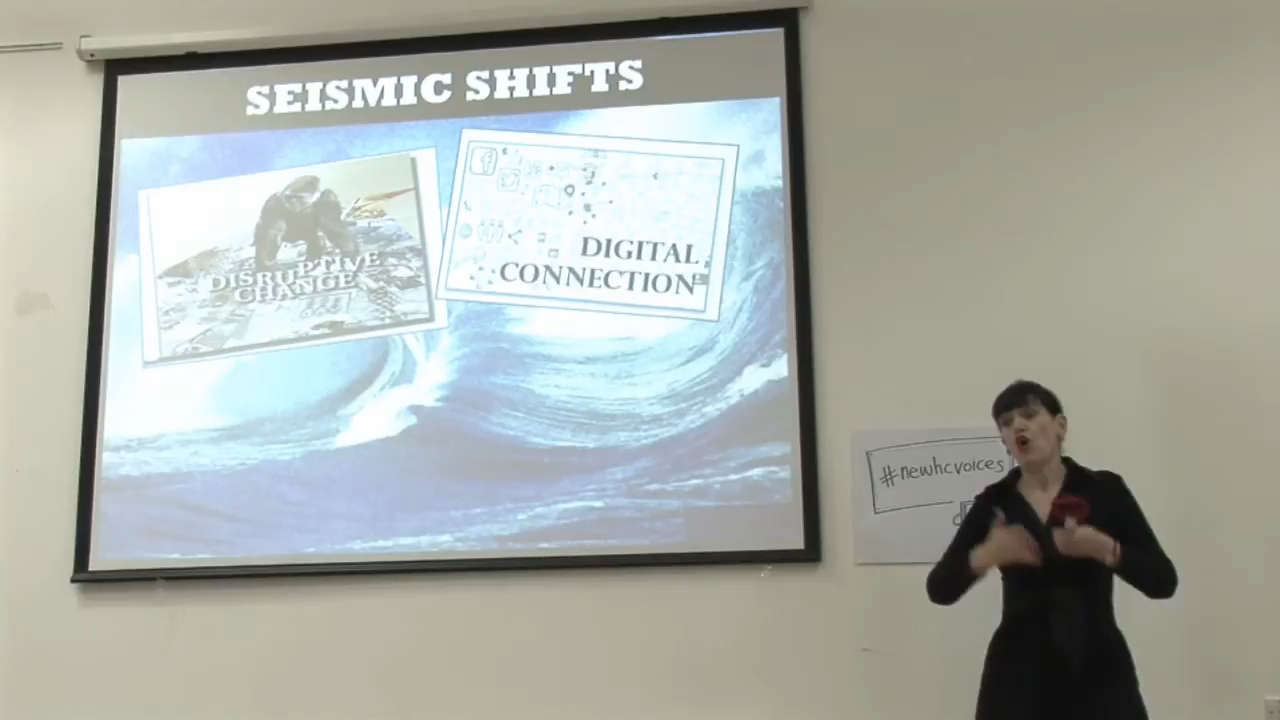 SEISMIC SHIFTS
DISRUPTIVE
CHANGE
DIGITAL
CONNECTION
#newhcvoices